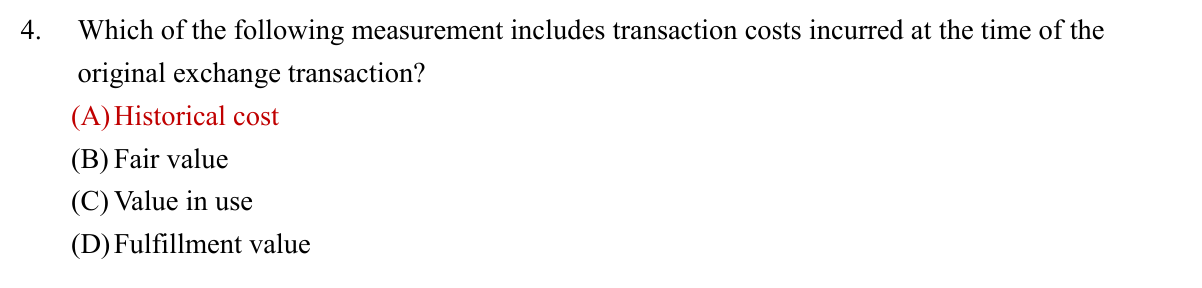 4. Which of the following measurement includes transaction costs incurred at the time of the
original exchange transaction?
(A) Historical cost
(B) Fair value
(C) Value in use
(D) Fulfillment value